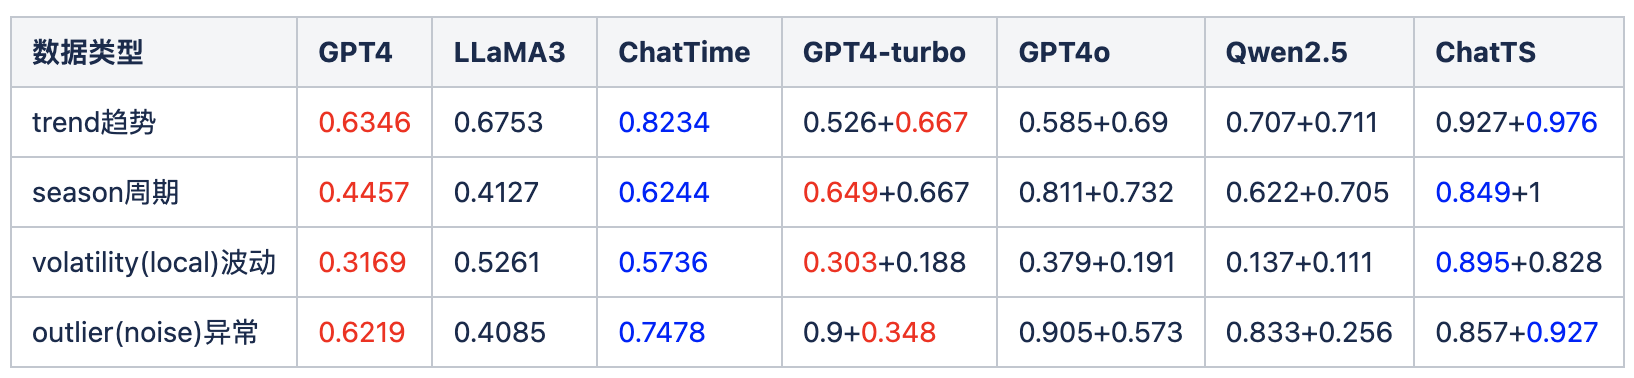 数据类型 GPT4 LLaMA3 ChatTime GPT4-turbo GPT4o Qwen2.5 ChatTS
trend趋势 0.6346 0.6753 0.8234 0.526+0.667 0.585+0.69 0.707+0.711 0.927+0.976
season周期 0.4457 0.4127 0.6244 0.649+0.667 0.811+0.732 0.622+0.705 0.849+1
volatility(local)波动 0.3169 0.5261 0.5736 0.303+0.188 0.379+0.191 0.137+0.111 0.895+0.828
outlier(noise)异常 0.6219 0.4085 0.7478 0.9+0.348 0.905+0.573 0.833+0.256 0.857+0.927